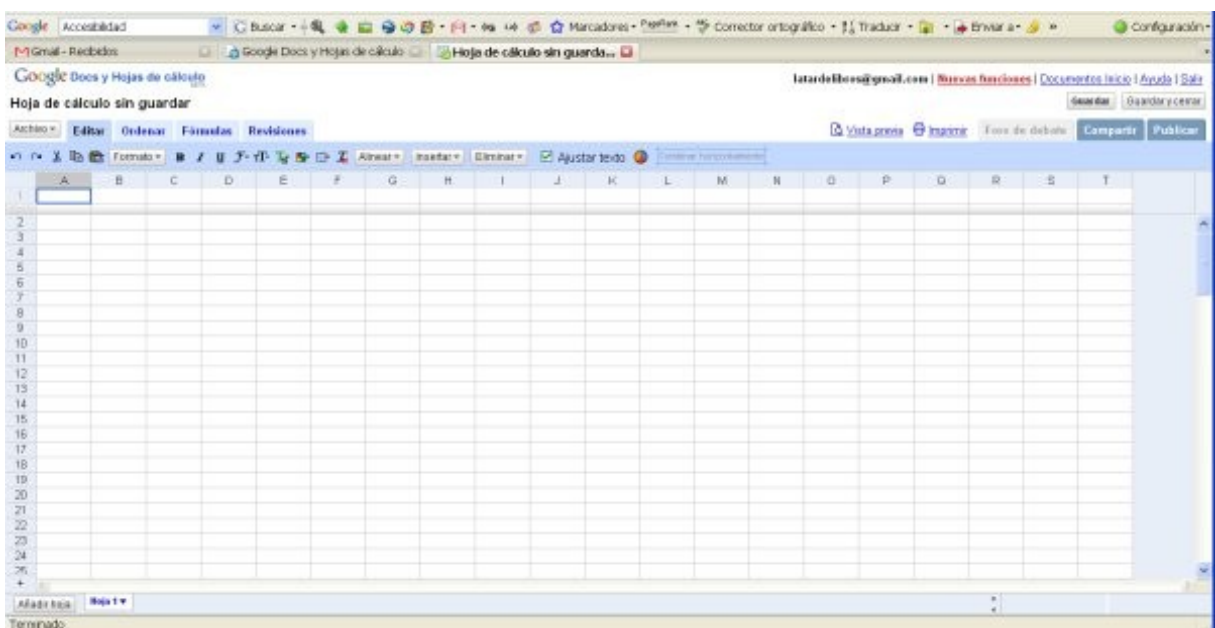 Google Accesibilidad Buscar Marcadores PageRank Corrector ortográfico Traducir Enviar a Configuración
Gmail - Recibidos Google Docs y Hojas de cálculo Hoja de cálculo sin guarda...
Google Docs y Hojas de cálculo latardelibros@gmail.com | Nuevas funciones | Documentos Inicio | Ayuda | Salir
Hoja de cálculo sin guardar Guardar Guardar y cerrar
Archivo Editar Ordenar Fórmulas Revisiones Vista previa Imprimir Foro de debate Compartir Publicar
Formato B I U Alinear Insertar Eliminar Ajustar texto
A B C D E F G H I J K L M N O P Q R S T
1
2
3
4
5
6
7
8
9
10
11
12
13
14
15
16
17
18
19
20
21
22
23
24
25
+
Añadir hoja Hoja 1
Terminado